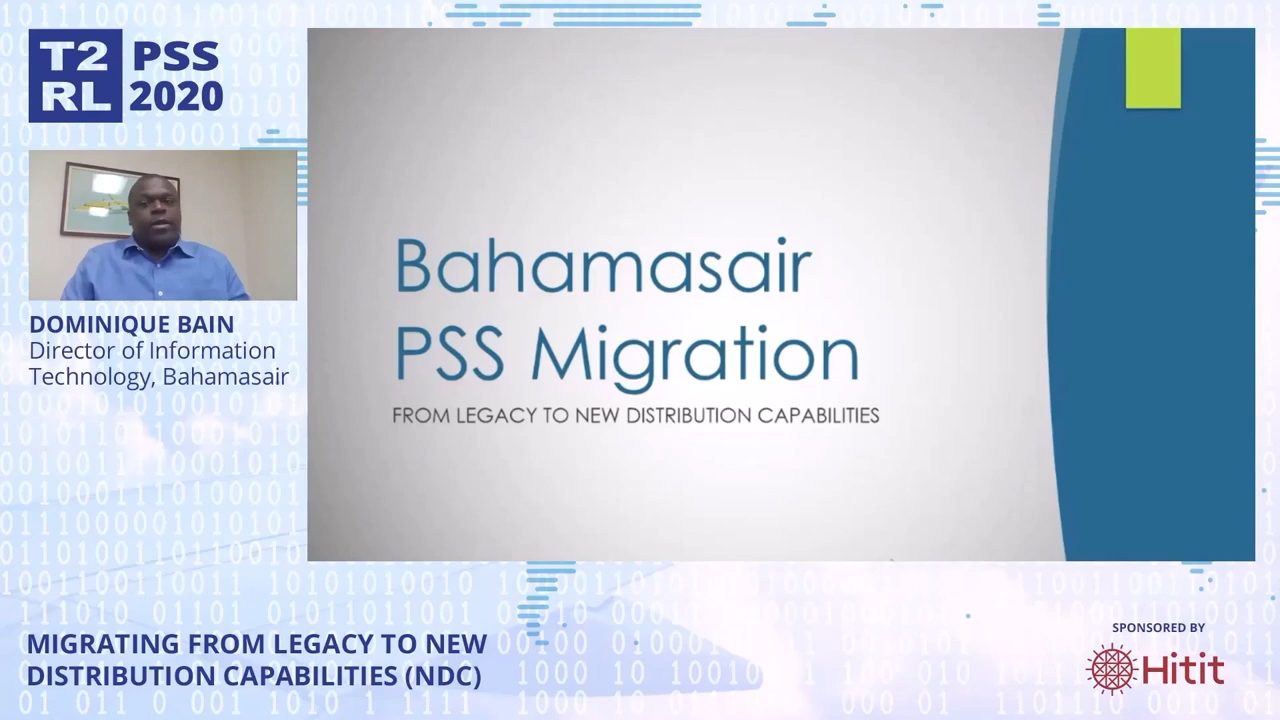 T2 RL PSS 2020
DOMINIQUE BAIN
Director of Information
Technology, Bahamasair
Bahamasair
PSS Migration
FROM LEGACY TO NEW DISTRIBUTION CAPABILITIES
MIGRATING FROM LEGACY TO NEW
DISTRIBUTION CAPABILITIES (NDC)
SPONSORED BY
Hitit